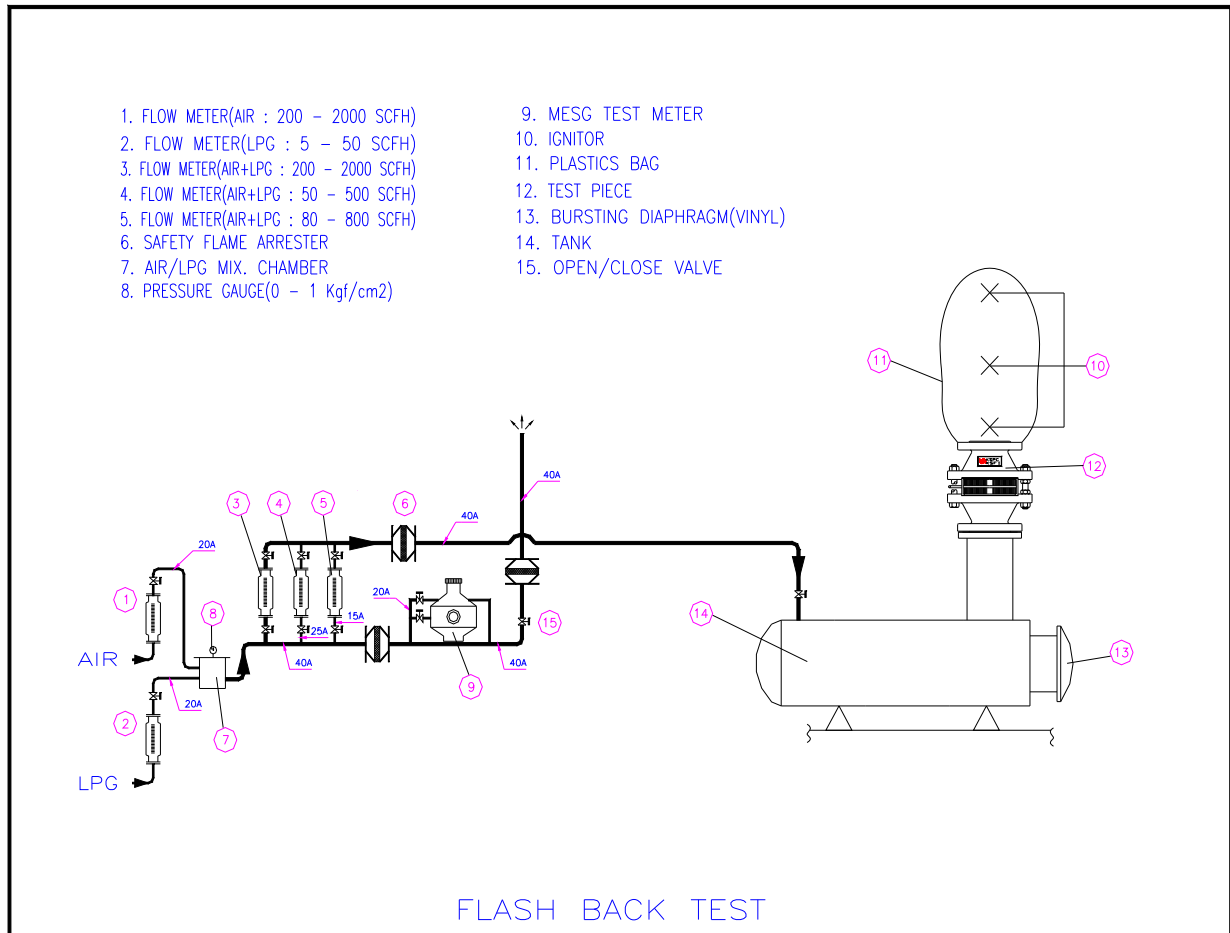 1. FLOW METER(AIR : 200 - 2000 SCFH)
2. FLOW METER(LPG : 5 - 50 SCFH)
3. FLOW METER(AIR+LPG : 200 - 2000 SCFH)
4. FLOW METER(AIR+LPG : 50 - 500 SCFH)
5. FLOW METER(AIR+LPG : 80 - 800 SCFH)
6. SAFETY FLAME ARRESTER
7. AIR/LPG MIX. CHAMBER
8. PRESSURE GAUGE(0 - 1 Kgf/cm2)
9. MESG TEST METER
10. IGNITOR
11. PLASTICS BAG
12. TEST PIECE
13. BURSTING DIAPHRAGM(VINYL)
14. TANK
15. OPEN/CLOSE VALVE
11
10
12
40A
3
4
5
6
40A
20A
1
8
20A
15A
15
25A
14
AIR
40A
40A
13
9
20A
2
7
LPG
FLASH BACK TEST